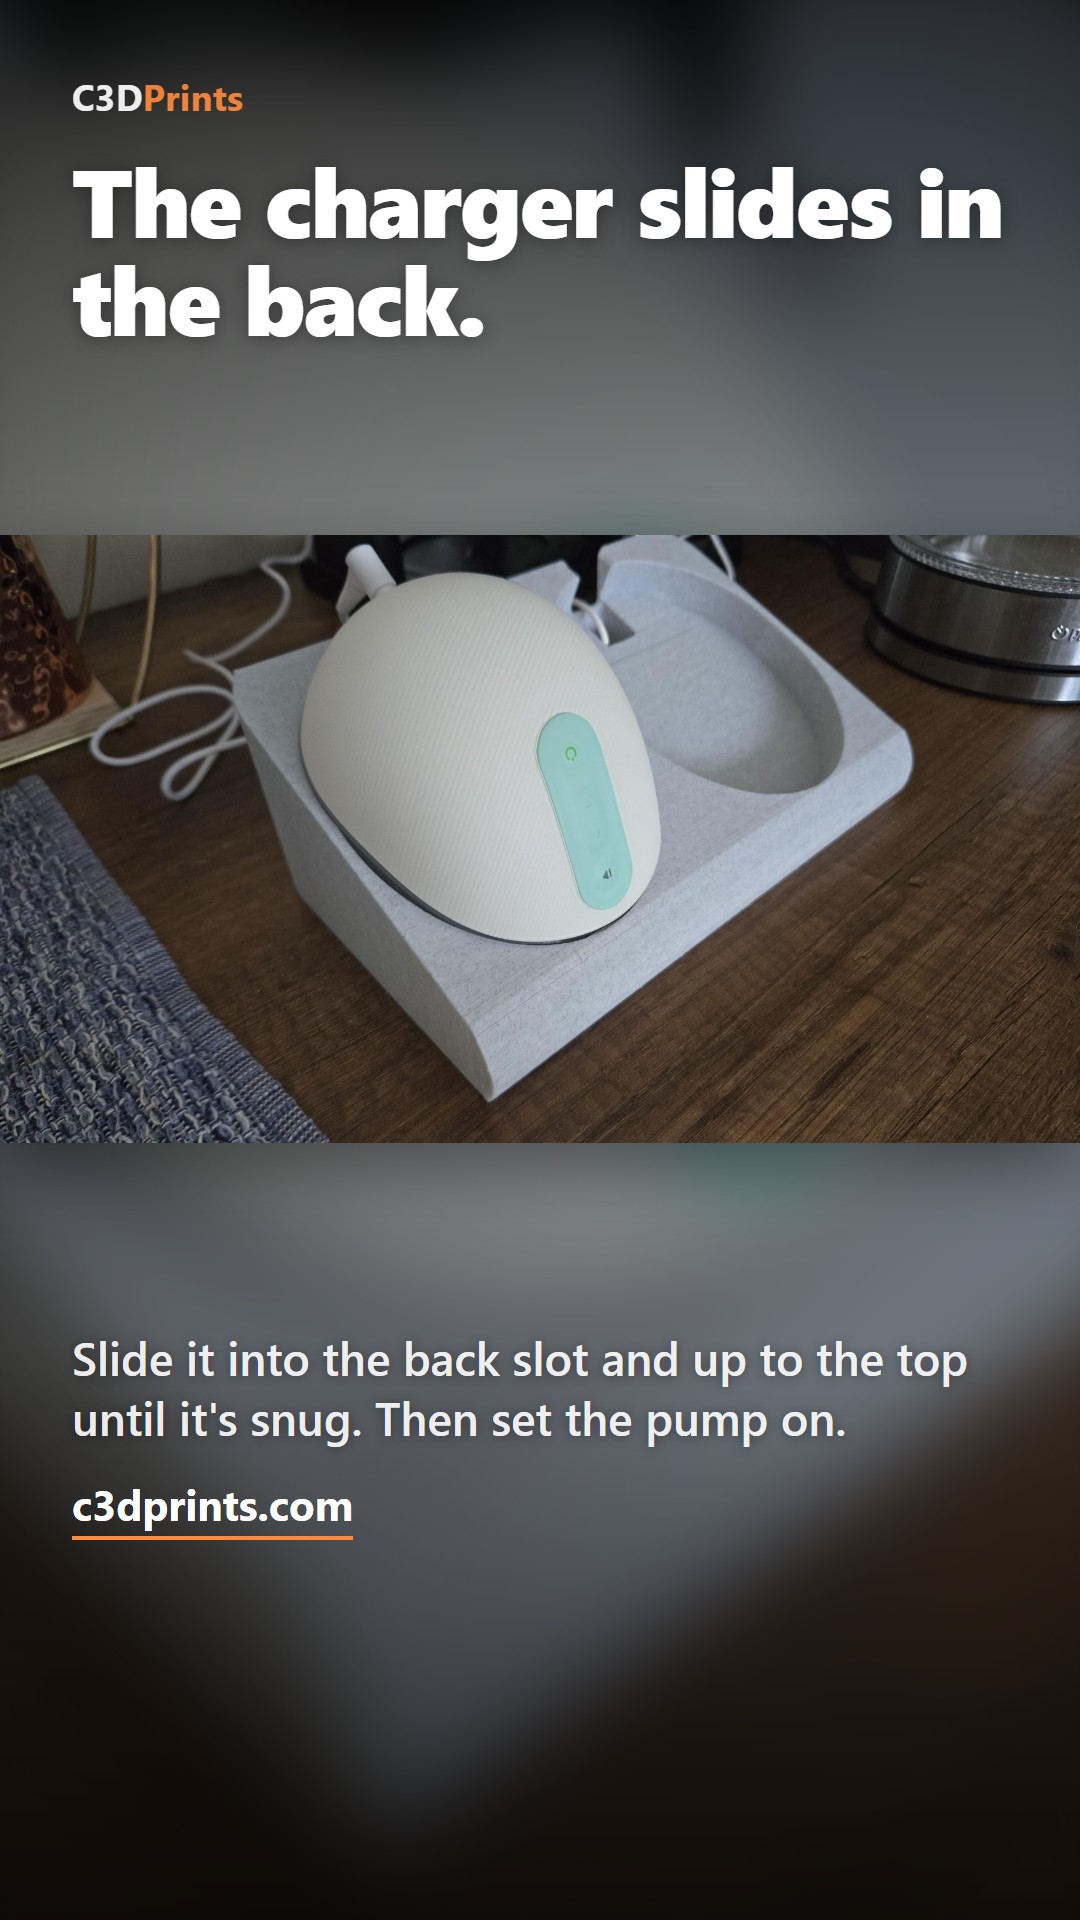 C3DPrints
The charger slides in
the back.
Slide it into the back slot and up to the top
until it's snug. Then set the pump on.
c3dprints.com